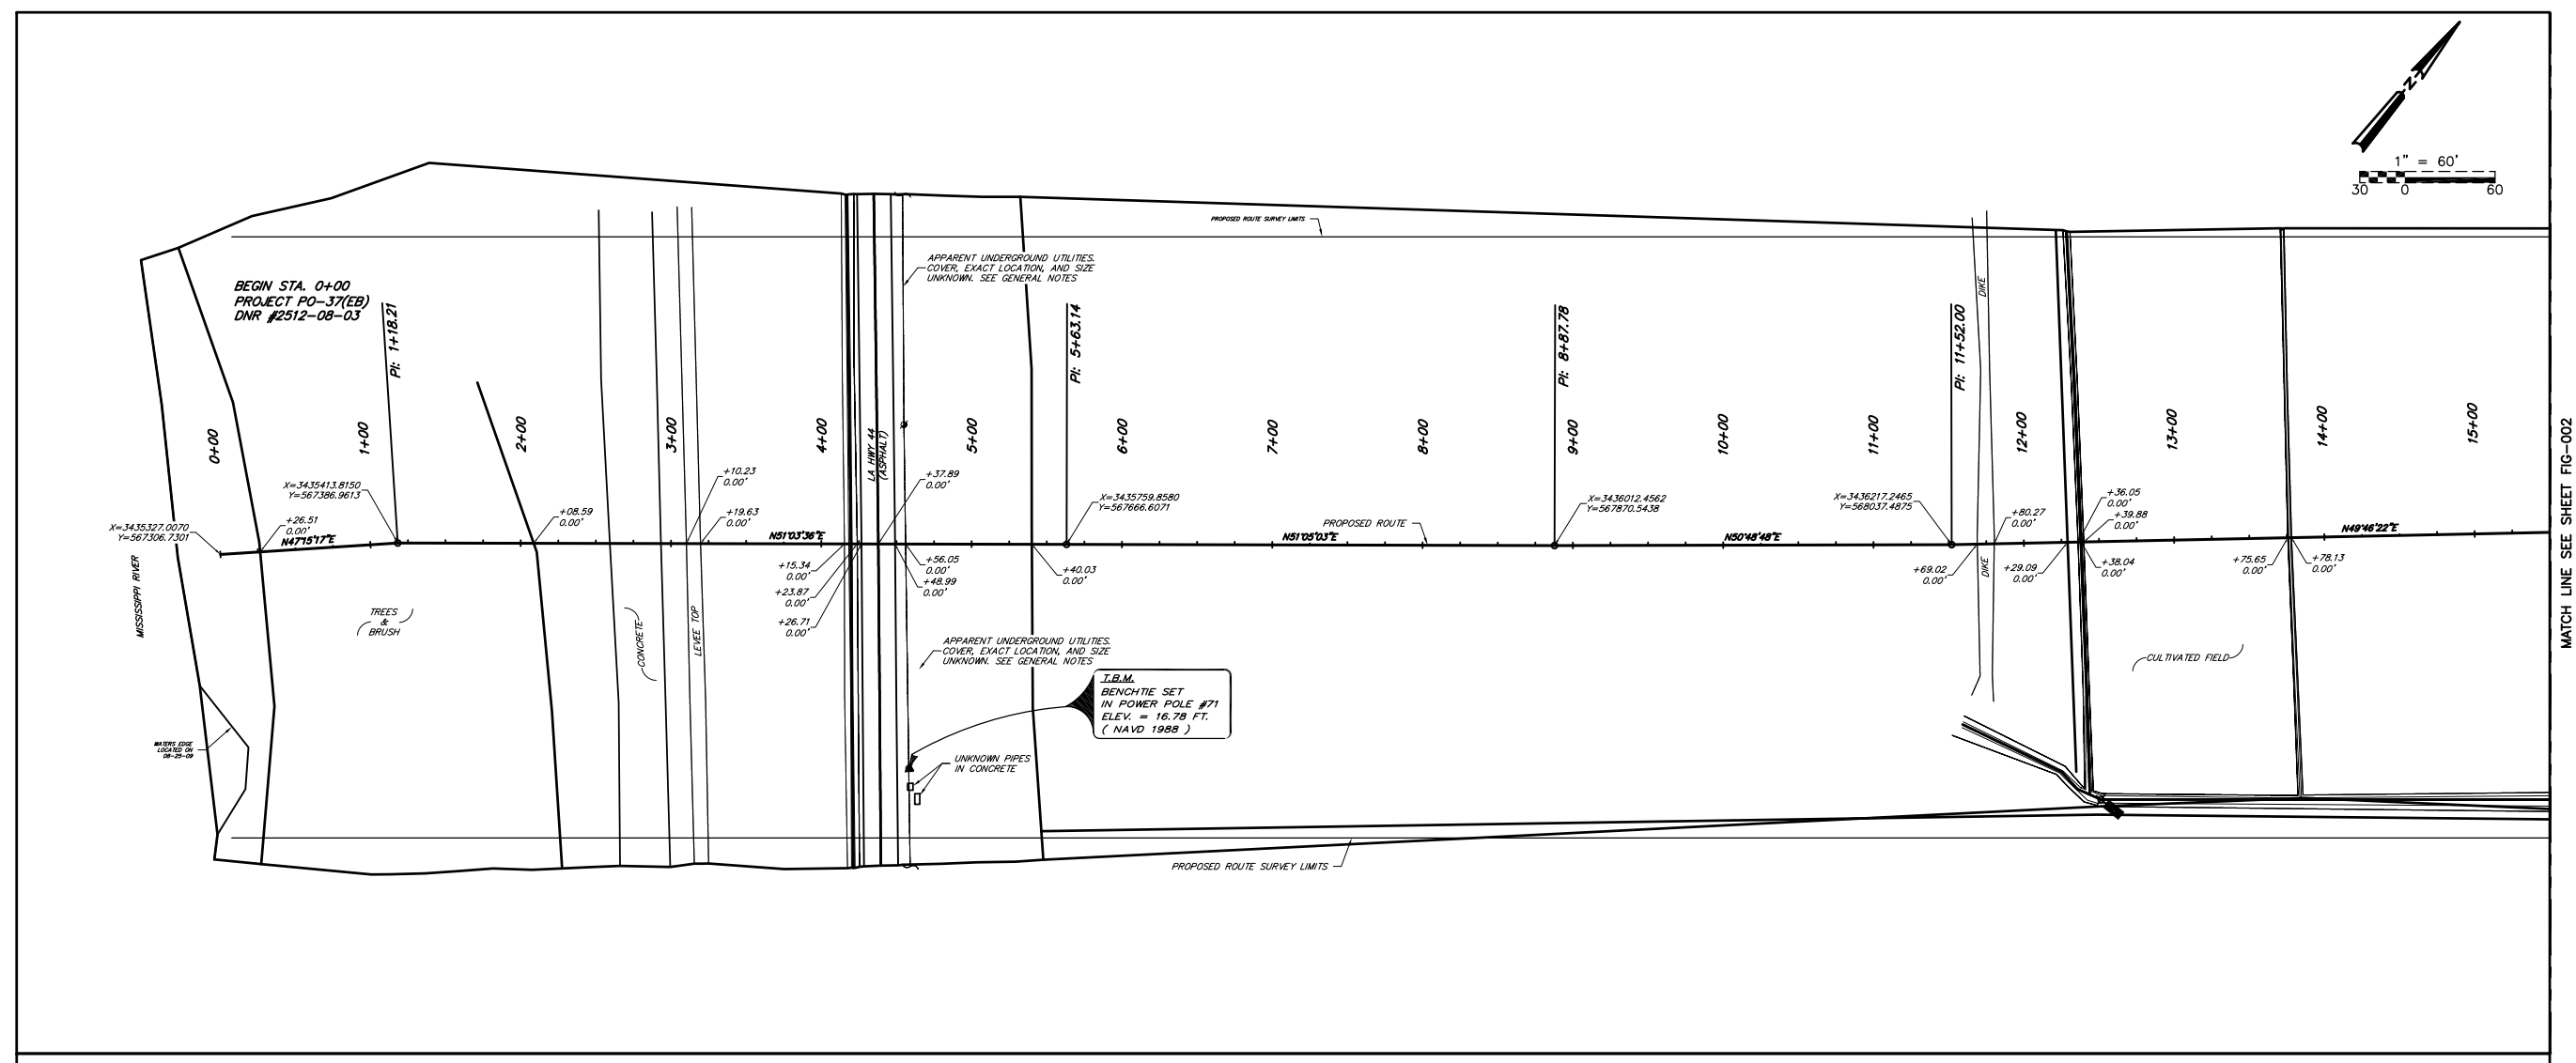 N
1" = 60'
30 0 60
PROPOSED ROUTE SURVEY LIMITS
APPARENT UNDERGROUND UTILITIES.
COVER, EXACT LOCATION, AND SIZE
UNKNOWN. SEE GENERAL NOTES
BEGIN STA. 0+00
PROJECT PO-37(EB)
DNR #2512-08-03
PI: 1+18.21
PI: 5+63.14
PI: 8+87.78
PI: 11+52.00
DIKE
0+00
1+00
2+00
3+00
4+00
LA HWY 44
(ASPHALT)
5+00
6+00
7+00
8+00
9+00
10+00
11+00
12+00
13+00
14+00
15+00
MATCH LINE SEE SHEET FIG-002
X=3435327.0070
Y=567306.7301
+26.51
0.00'
X=3435413.8150
Y=567386.9613
N47°15'17"E
+08.59
0.00'
+10.23
0.00'
+19.63
0.00'
N51°03'36"E
+37.89
0.00'
X=3435759.8580
Y=567666.6071
N51°05'03"E
PROPOSED ROUTE
X=3436012.4562
Y=567870.5438
N50°48'48"E
X=3436217.2465
Y=568037.4875
+80.27
0.00'
+36.05
0.00'
+39.88
0.00'
N49°46'22"E
+15.34
0.00'
+23.87
0.00'
+26.71
0.00'
+56.05
0.00'
+48.99
0.00'
+40.03
0.00'
+69.02
0.00'
DIKE
+29.09
0.00'
+38.04
0.00'
+75.65
0.00'
+78.13
0.00'
MISSISSIPPI RIVER
TREES
&
BRUSH
CONCRETE
LEVEE TOP
APPARENT UNDERGROUND UTILITIES.
COVER, EXACT LOCATION, AND SIZE
UNKNOWN. SEE GENERAL NOTES
CULTIVATED FIELD
T.B.M.
BENCHTIE SET
IN POWER POLE #71
ELEV. = 16.78 FT.
( NAVD 1988 )
WATERS EDGE
LOCATED ON
08-25-09
UNKNOWN PIPES
IN CONCRETE
PROPOSED ROUTE SURVEY LIMITS